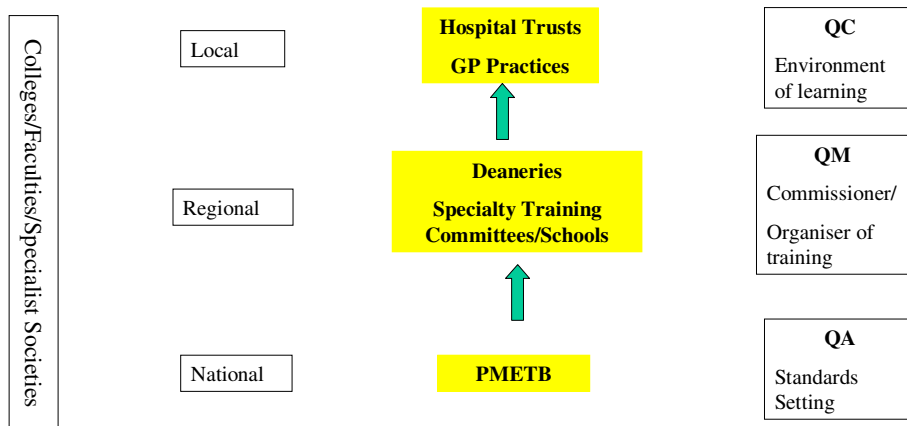 Colleges/Faculties/Specialist Societies
Local
Hospital Trusts
GP Practices
QC
Environment
of learning
Regional
Deaneries
Specialty Training
Committees/Schools
QM
Commissioner/
Organiser of
training
National
PMETB
QA
Standards
Setting